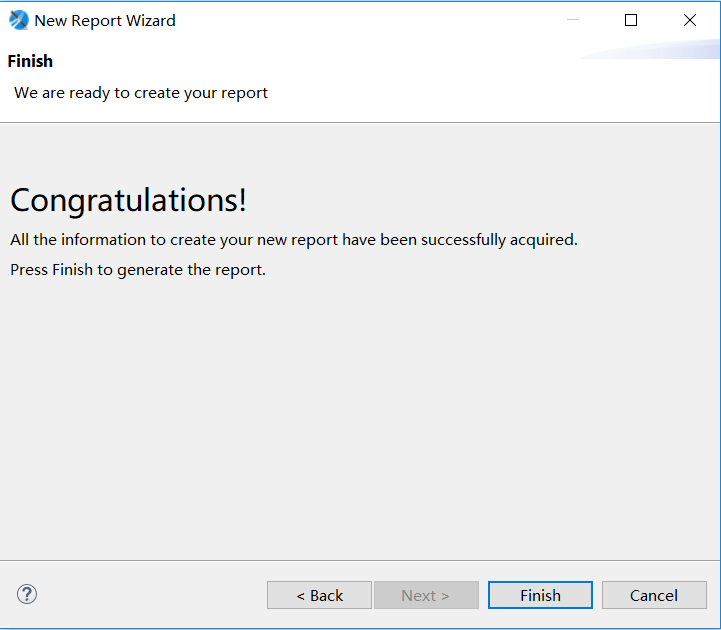 New Report Wizard
Finish
We are ready to create your report
Congratulations!
All the information to create your new report have been successfully acquired.
Press Finish to generate the report.
?
< Back
Next >
Finish
Cancel